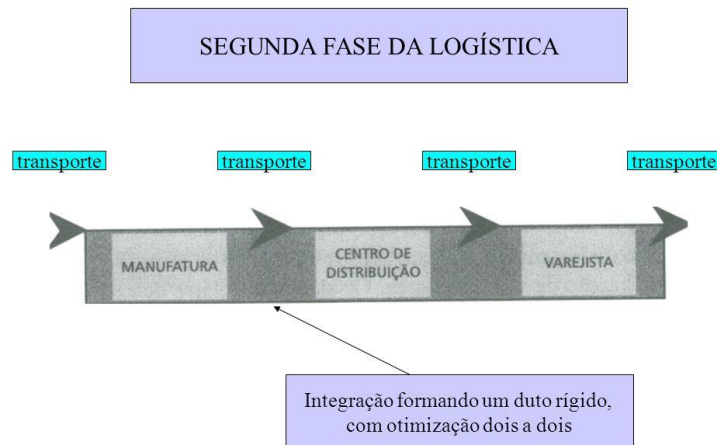 SEGUNDA FASE DA LOGÍSTICA
transporte
transporte
transporte
transporte
MANUFATURA
CENTRO DE
DISTRIBUIÇÃO
VAREJISTA
Integração formando um duto rígido,
com otimização dois a dois